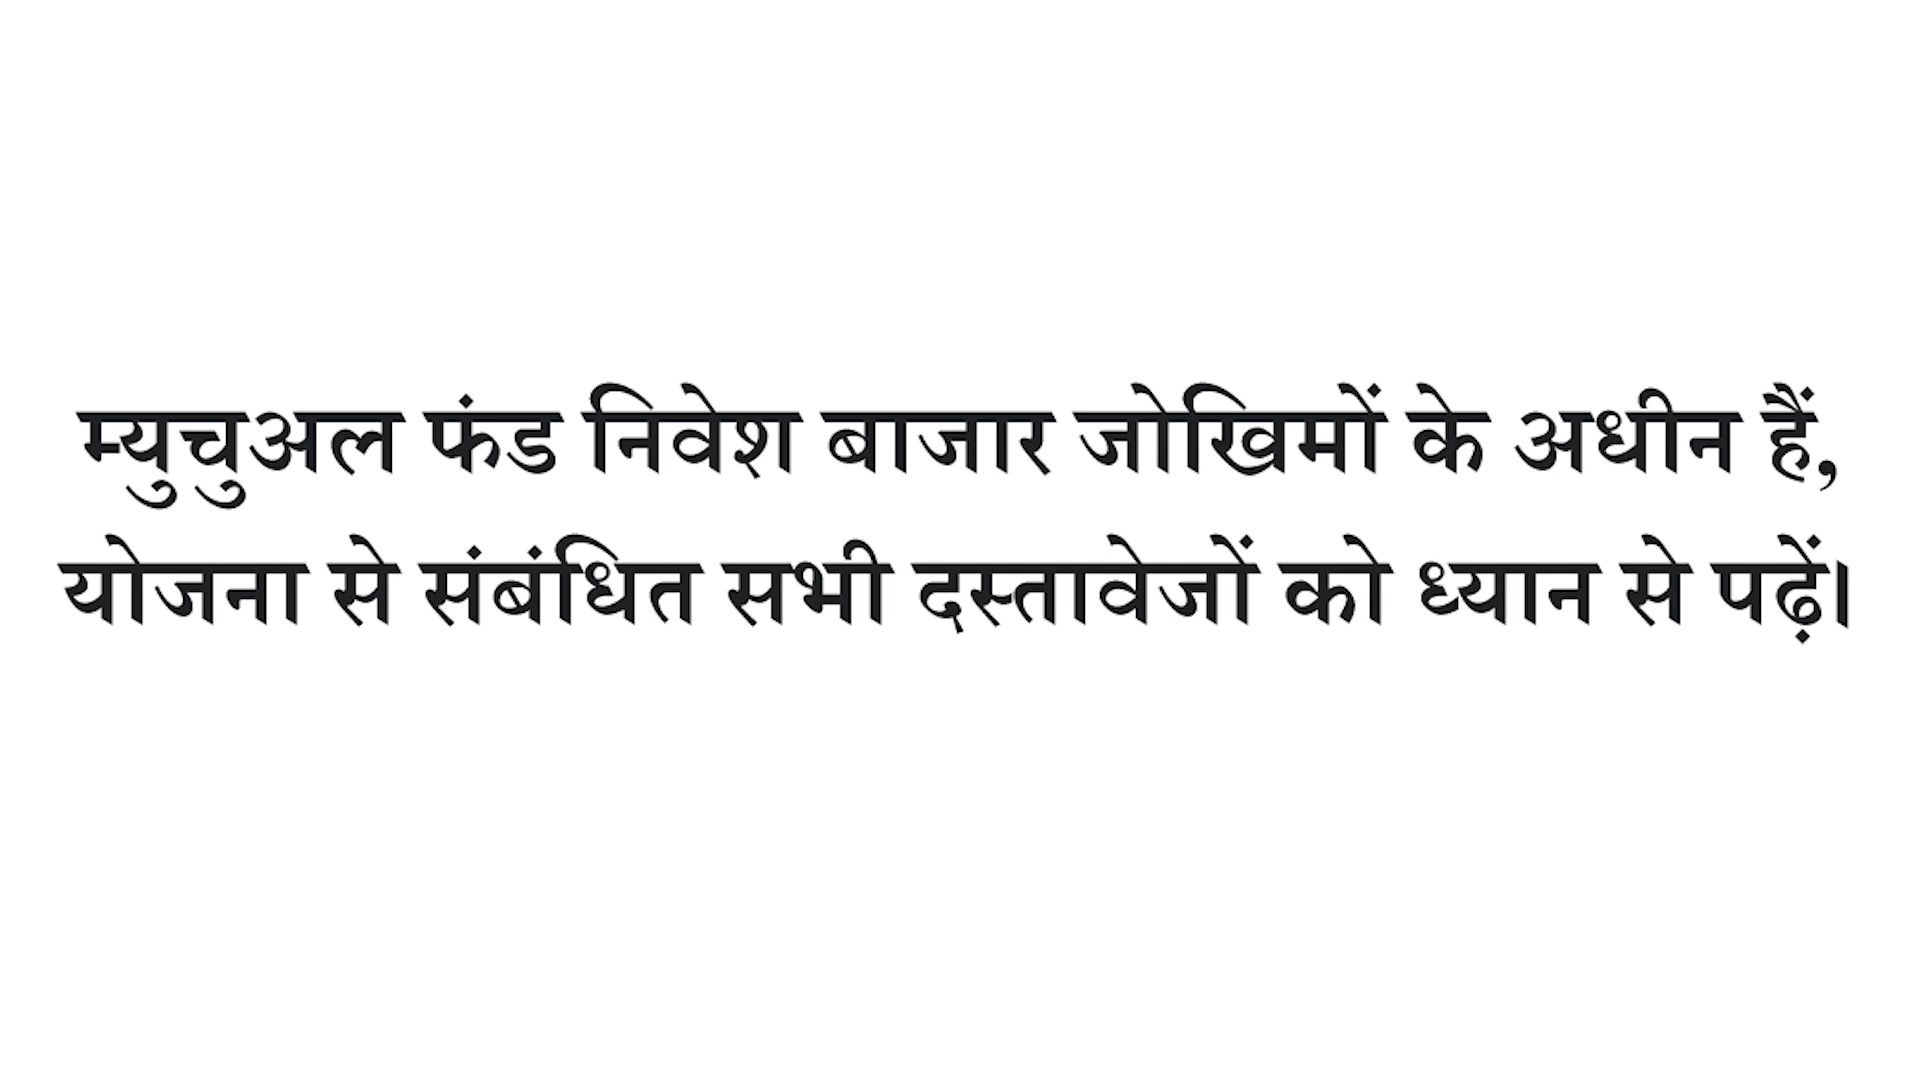 म्युचुअल फंड निवेश बाजार जोखिमों के अधीन हैं,
योजना से संबंधित सभी दस्तावेजों को ध्यान से पढ़ें।